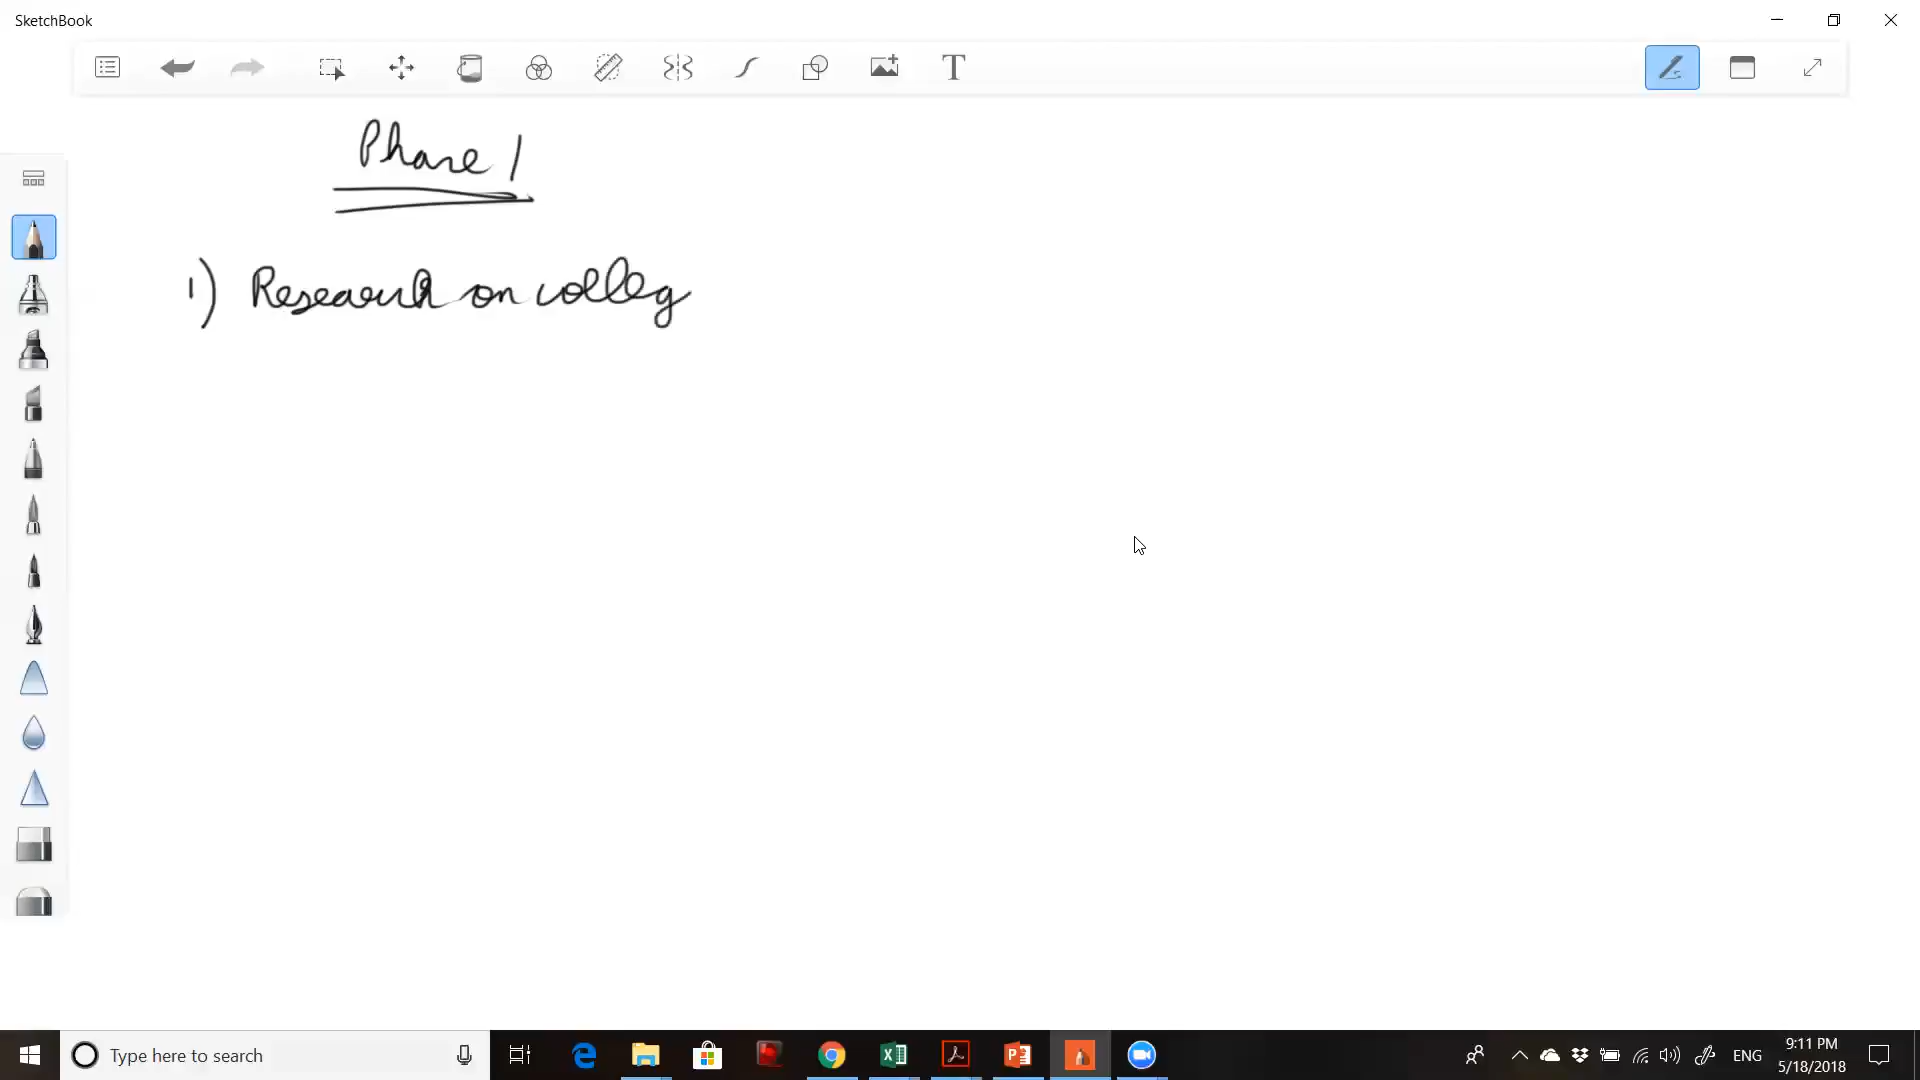 SketchBook
T
Phase 1
1) Research on colleg
Type here to search
ENG
9:11 PM
5/18/2018